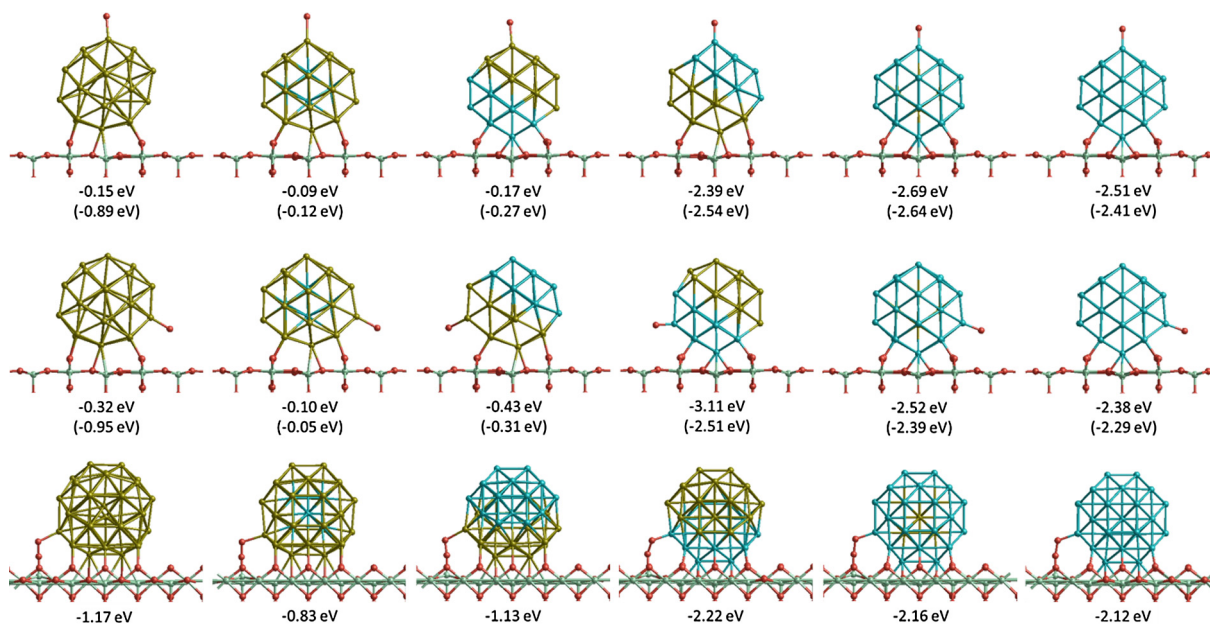 -0.15 eV -0.09 eV -0.17 eV -2.39 eV -2.69 eV -2.51 eV
(-0.89 eV) (-0.12 eV) (-0.27 eV) (-2.54 eV) (-2.64 eV) (-2.41 eV)
-0.32 eV -0.10 eV -0.43 eV -3.11 eV -2.52 eV -2.38 eV
(-0.95 eV) (-0.05 eV) (-0.31 eV) (-2.51 eV) (-2.39 eV) (-2.29 eV)
-1.17 eV -0.83 eV -1.13 eV -2.22 eV -2.16 eV -2.12 eV